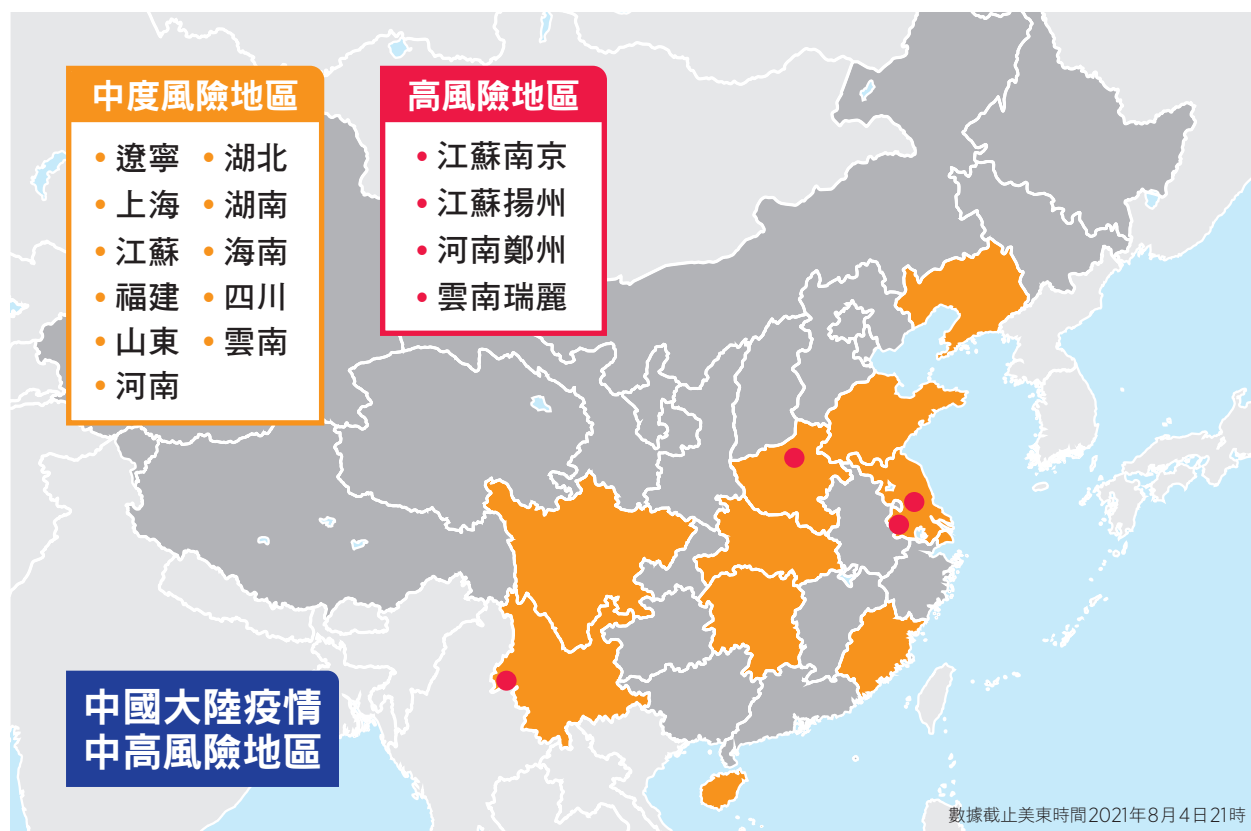 中度風險地區
• 遼寧 • 湖北
• 上海 • 湖南
• 江蘇 • 海南
• 福建 • 四川
• 山東 • 雲南
• 河南
高風險地區
• 江蘇南京
• 江蘇揚州
• 河南鄭州
• 雲南瑞麗
中國大陸疫情
中高風險地區
數據截止美東時間2021年8月4日21時